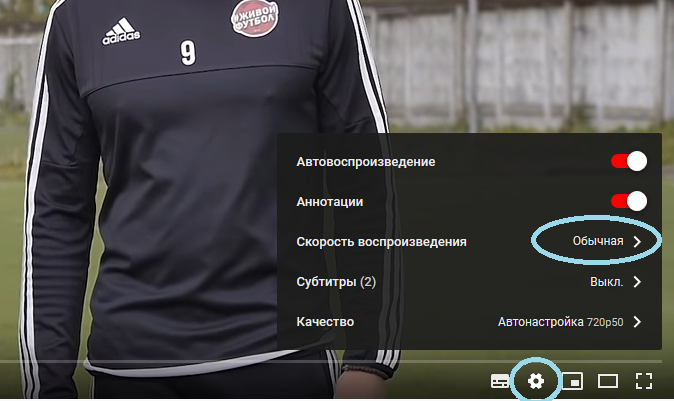 #ЖИВОЙ
ФУТБОЛ
adidas
9
Автовоспроизведение
Аннотации
Скорость воспроизведения Обычная
Субтитры (2) Выкл.
Качество Автонастройка 720p50